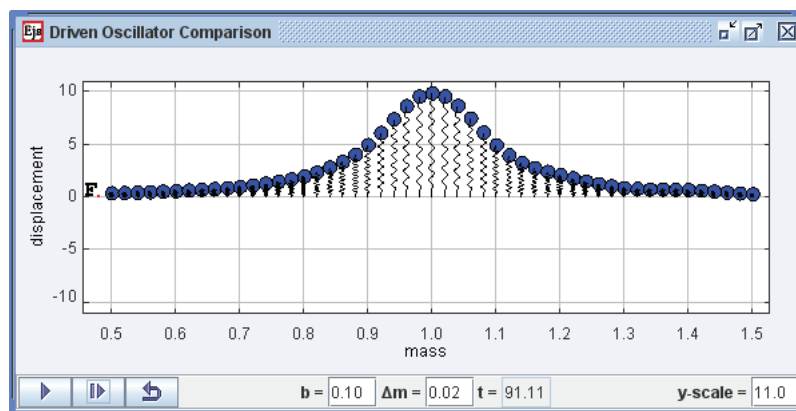 Ejs Driven Oscillator Comparison
10
5
0
-5
-10
displacement
F
0.5 0.6 0.7 0.8 0.9 1.0 1.1 1.2 1.3 1.4 1.5
mass
b = 0.10 Δm = 0.02 t = 91.11 y-scale = 11.0